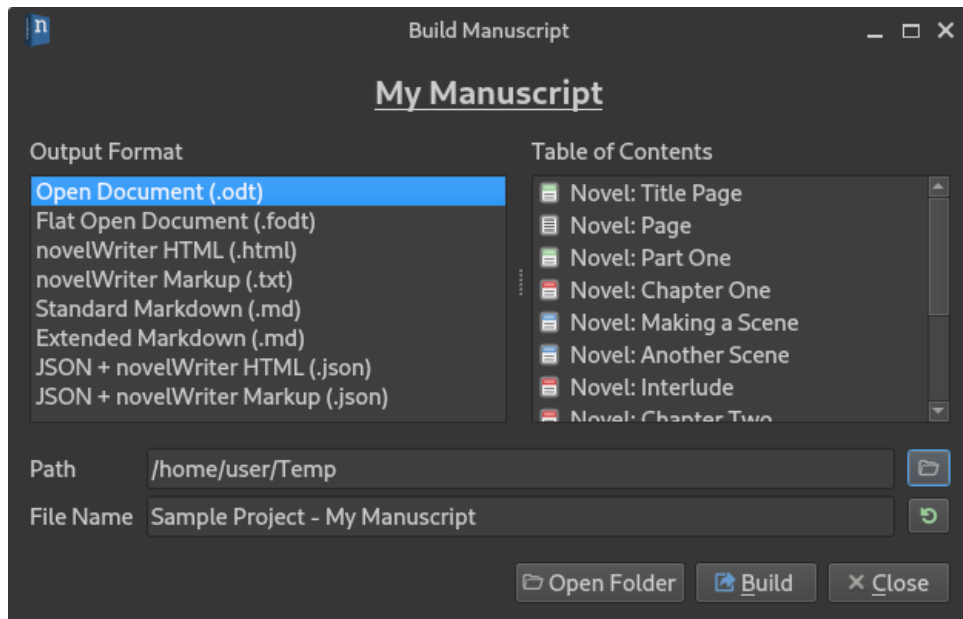 n
Build Manuscript
My Manuscript
Output Format
Open Document (.odt)
Flat Open Document (.fodt)
novelWriter HTML (.html)
novelWriter Markup (.txt)
Standard Markdown (.md)
Extended Markdown (.md)
JSON + novelWriter HTML (.json)
JSON + novelWriter Markup (.json)
Table of Contents
Novel: Title Page
Novel: Page
Novel: Part One
Novel: Chapter One
Novel: Making a Scene
Novel: Another Scene
Novel: Interlude
Novel: Chapter Two
Path /home/user/Temp
File Name Sample Project - My Manuscript
Open Folder Build Close